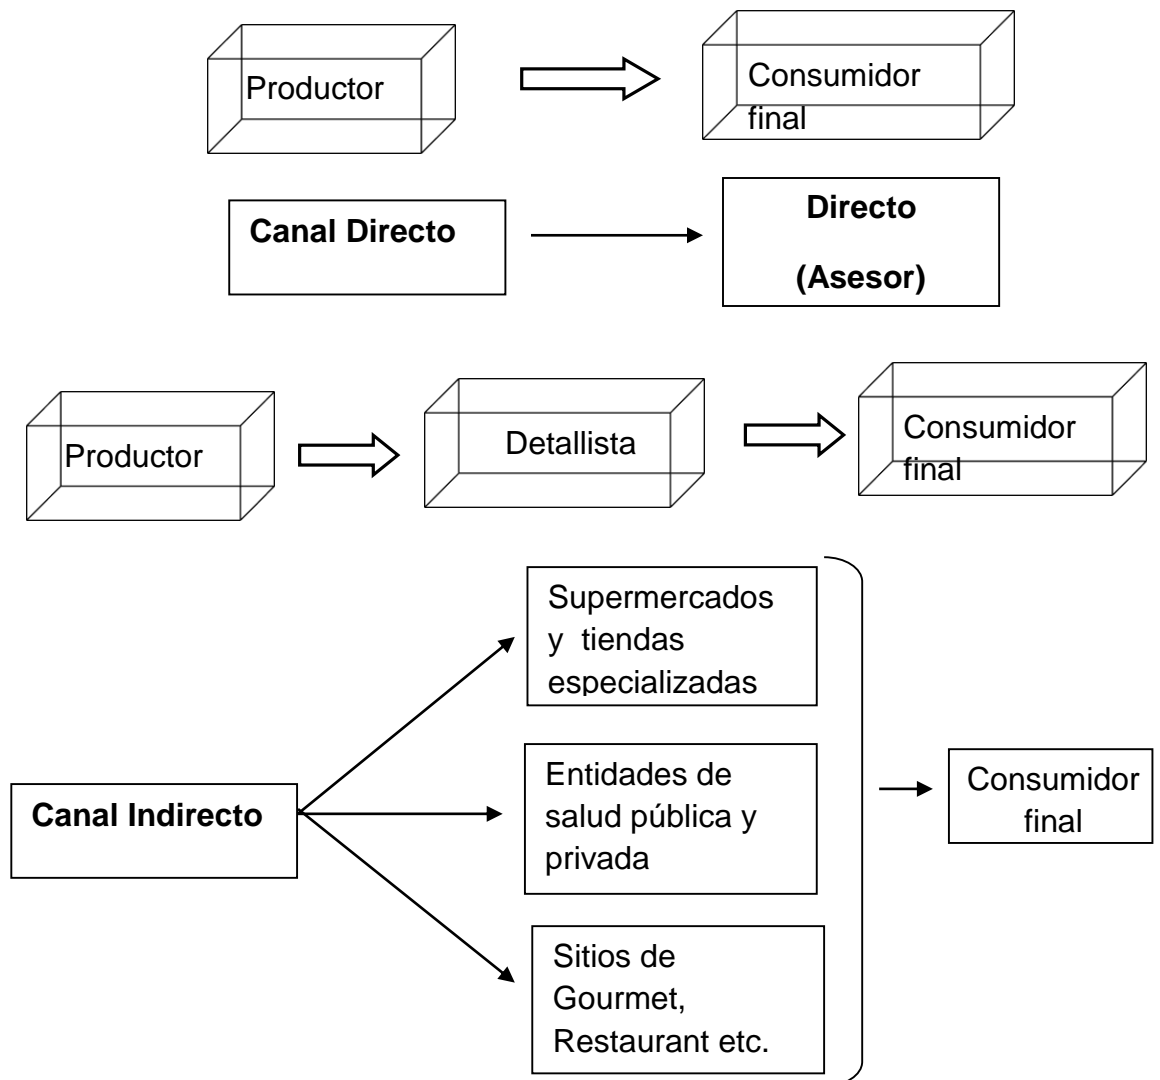 Productor
Consumidor
final
Canal Directo
Directo
(Asesor)
Productor
Detallista
Consumidor
final
Supermercados
y tiendas
especializadas
Canal Indirecto
Entidades de
salud pública y
privada
Consumidor
final
Sitios de
Gourmet,
Restaurant etc.